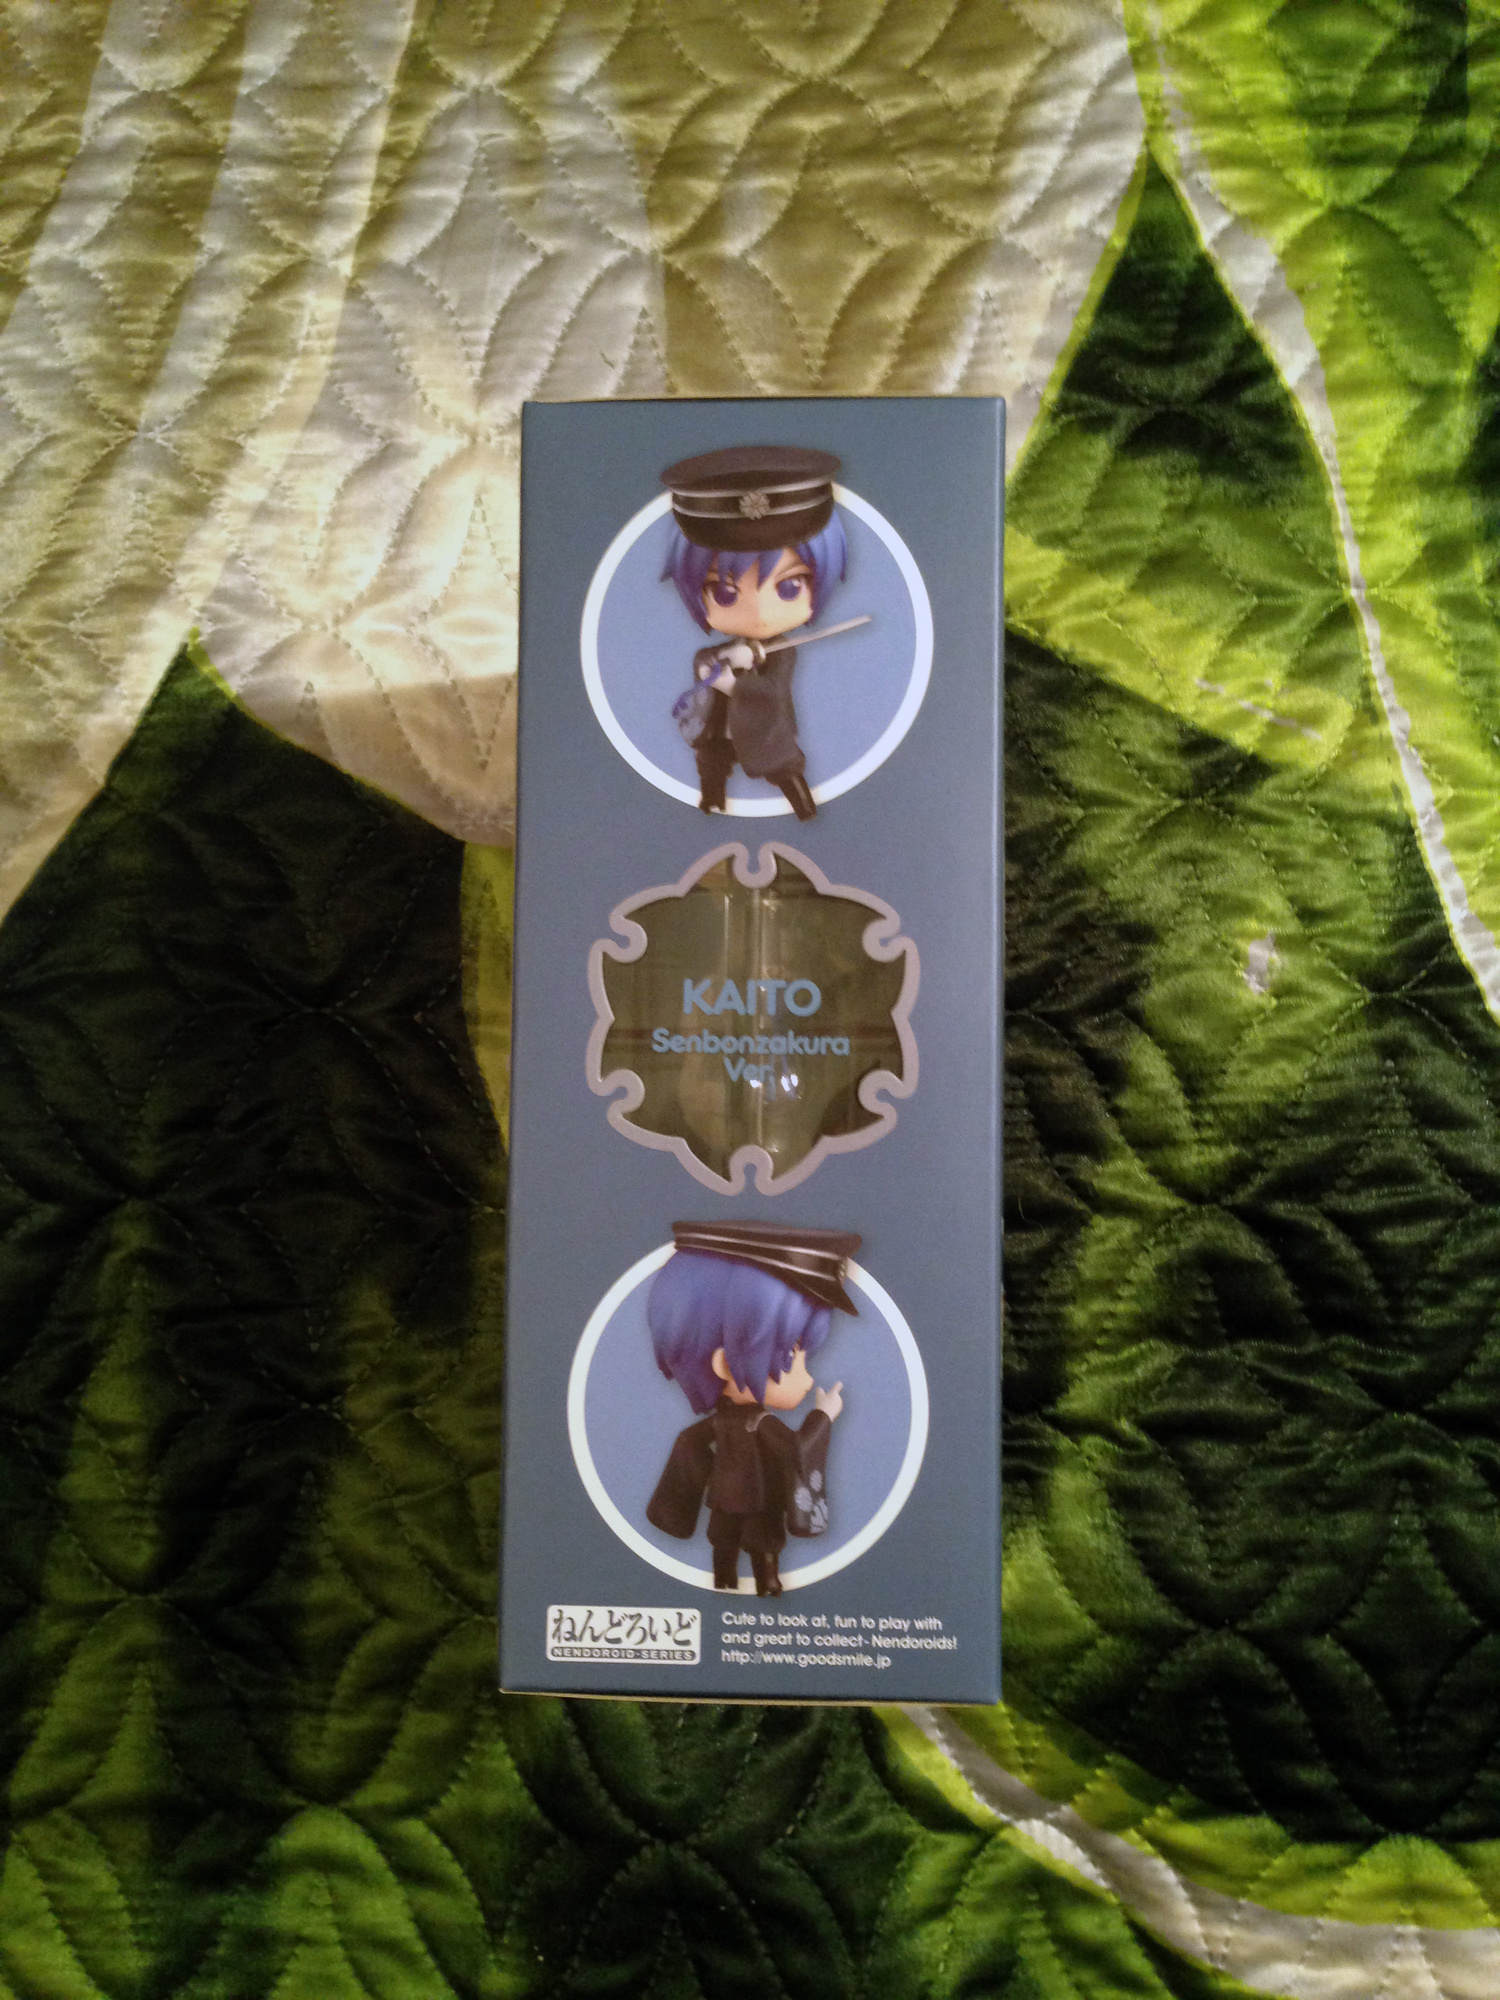 KAITO
Senbonzakura
Ver.
ねんどろいど
NENDOROID-SERIES
Cute to look at, fun to play with
and great to collect- Nendoroids!
http://www.goodsmile.jp